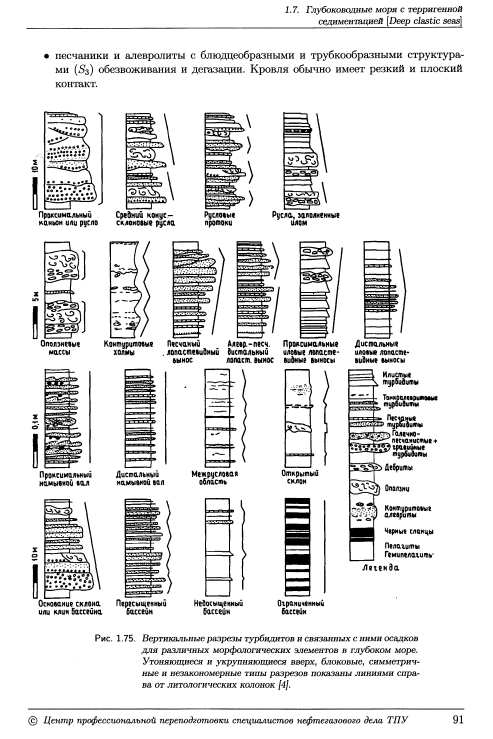 1.7. Глубоководные моря с терригенной
седиментацией [Deep clastic seas]
• песчаники и алевролиты с блюдцеобразными и трубкообразными структура-
ми (S3) обезвоживания и дегазации. Кровля обычно имеет резкий и плоский
контакт.
10 м
Проксимальный
каньон или русло
Средний конус-
склоновые русла
Русловые
протоки
Русла, заполненные
илом
5 м
Оползневые
массы
Контуритовые
холмы
Песчаный
лопастевидный
вынос
Алевр.-песч.
дистальный
лопаст. вынос
Проксимальные
иловые лопасте-
видные выносы
Дистальные
иловые лопасте-
видные выносы
0,1 м
Проксимальный
намывной вал
Дистальный
намывной вал
Межрусловая
область
Открытый
склон
Илистые
турбидиты
Тонкоалевритовые
турбидиты
Песчаные
турбидиты
Галечно-
песчанистые +
гравийные
турбидиты
Дебриты
Оползни
Контуритовые
алевриты
Черные сланцы
Пелагиты
Гемипелагиты
Легенда
10 м
Основание склона
или клин бассейна
Пересыщенный
бассейн
Недосыщенный
бассейн
Ограниченный
бассейн
Рис. 1.75. Вертикальные разрезы турбидитов и связанных с ними осадков
для различных морфологических элементов в глубоком море.
Утоняющиеся и укрупняющиеся вверх, блоковые, симметрич-
ные и незакономерные типы разрезов показаны линиями спра-
ва от литологических колонок [4].
© Центр профессиональной переподготовки специалистов нефтегазового дела ТПУ 91